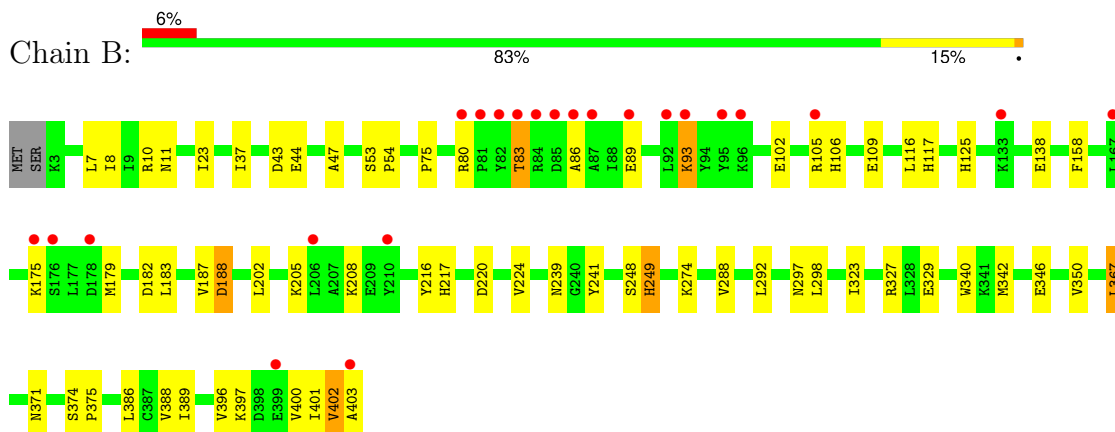 6%
Chain B:
83% 15% •
MET SER K3 L7 I8 I9 R10 N11 I23 I37 D43 E44 A47 S53 P54 P75 R80 P81 Y82 T83 R84 D85 A86 A87 I88 E89 L92 K93 Y94 Y95 K96 E102 R105 H106 E109 L116 H117 H125 K133 E138 F158 L167
K175 S176 L177 D178 M179 D182 L183 V187 D188 L202 K205 L206 A207 K208 E209 Y210 Y216 H217 D220 V224 N239 G240 Y241 S248 H249 K274 V288 L292 N297 L298 I323 R327 L328 E329 W340 K341 M342 E346 V350 L367
N371 S374 P375 L386 C387 V388 I389 V396 K397 D398 E399 V400 I401 V402 A403